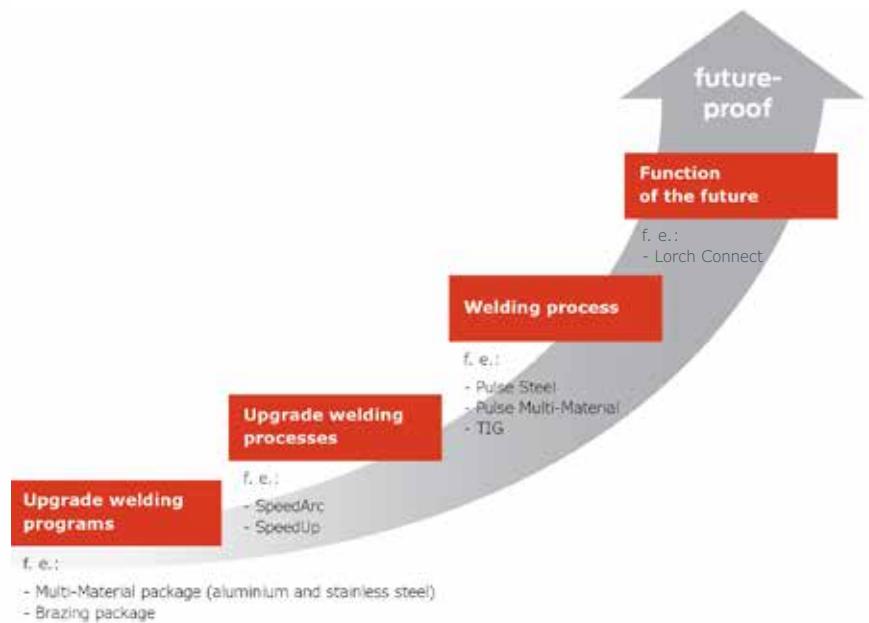 future-
proof
Function
of the future
f. e.:
- Lorch Connect
Welding process
f. e.:
- Pulse Steel
- Pulse Multi-Material
- TIG
Upgrade welding
processes
f. e.:
- SpeedArc
- SpeedUp
Upgrade welding
programs
f. e.:
- Multi-Material package (aluminium and stainless steel)
- Brazing package